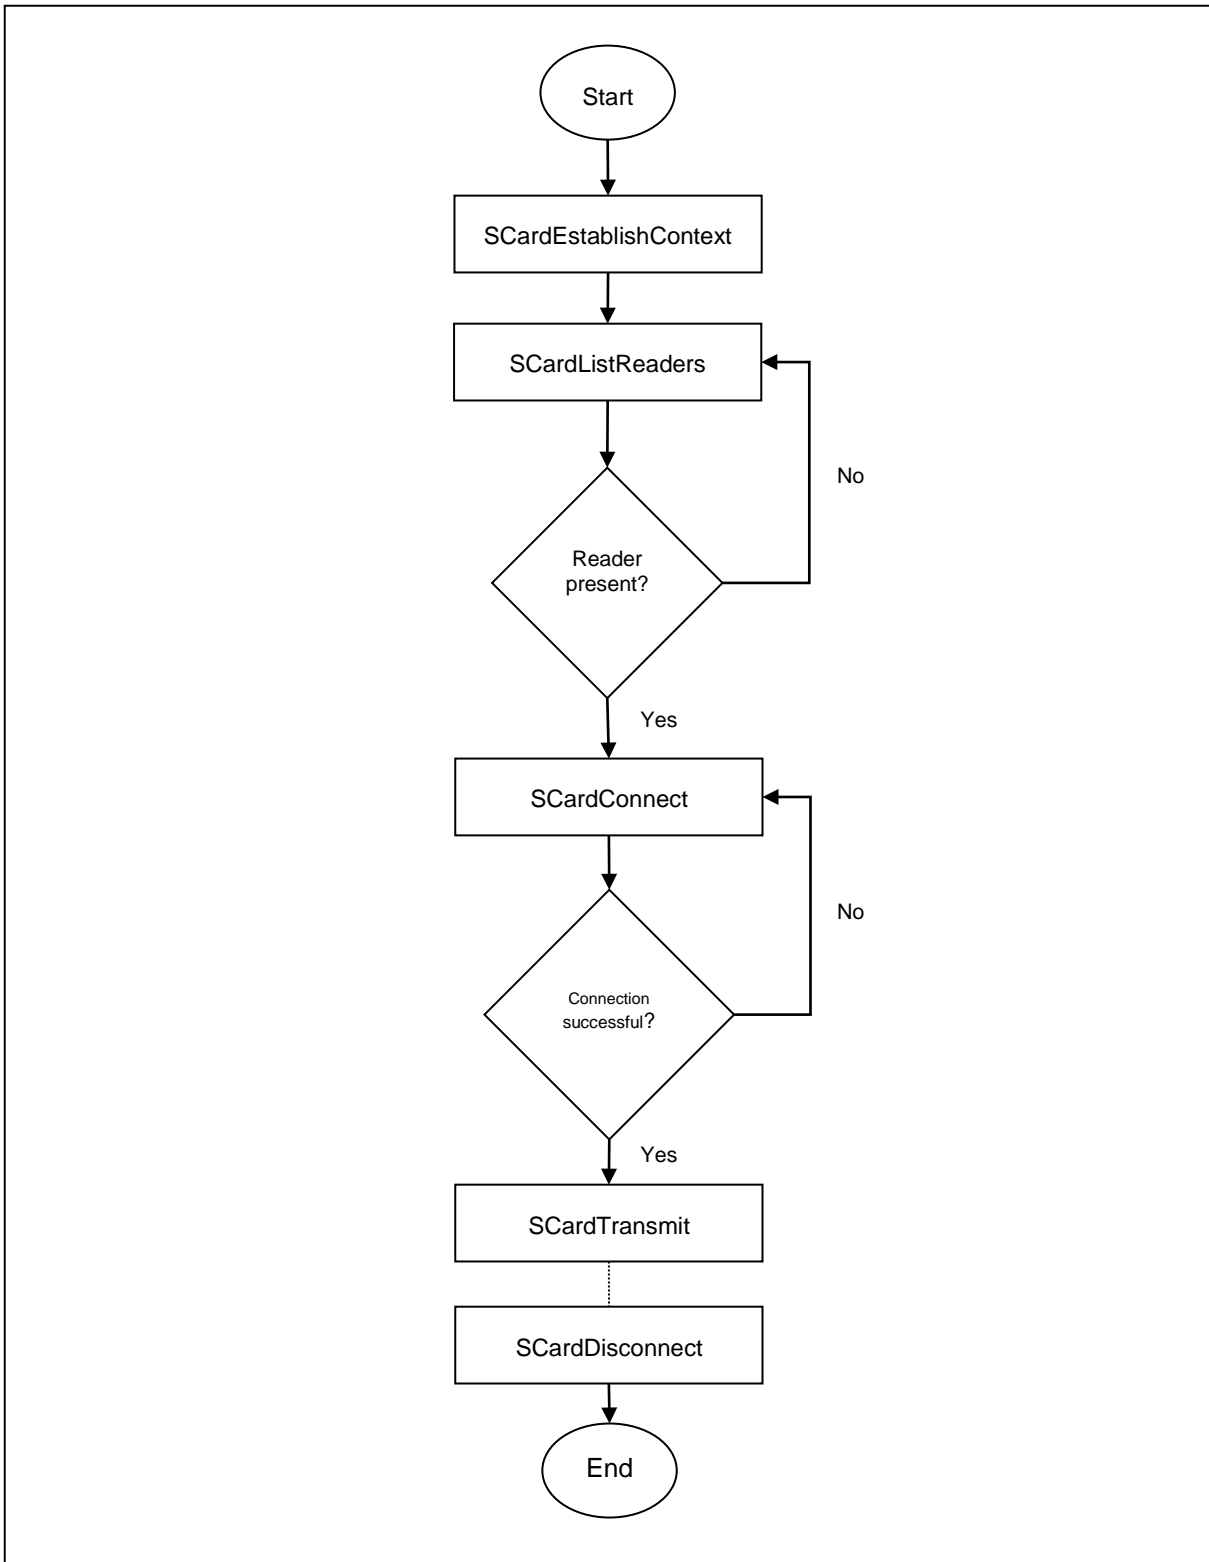 Start
SCardEstablishContext
SCardListReaders
No
Reader
present?
Yes
SCardConnect
No
Connection
successful?
Yes
SCardTransmit
SCardDisconnect
End